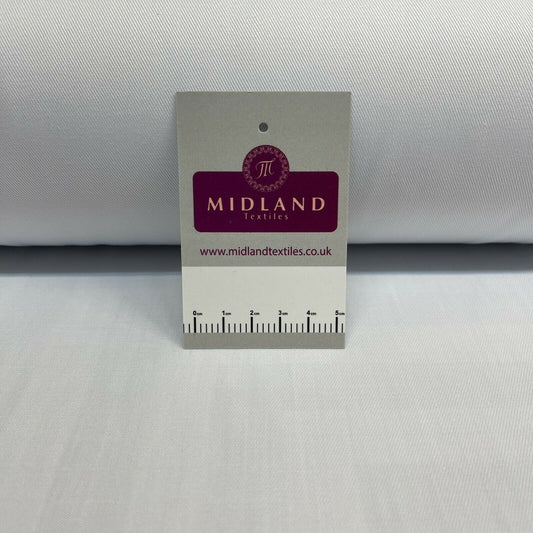 MIDLAND
Textiles
www.midlandtextiles.co.uk
0cm 1cm 2cm 3cm 4cm 5cm